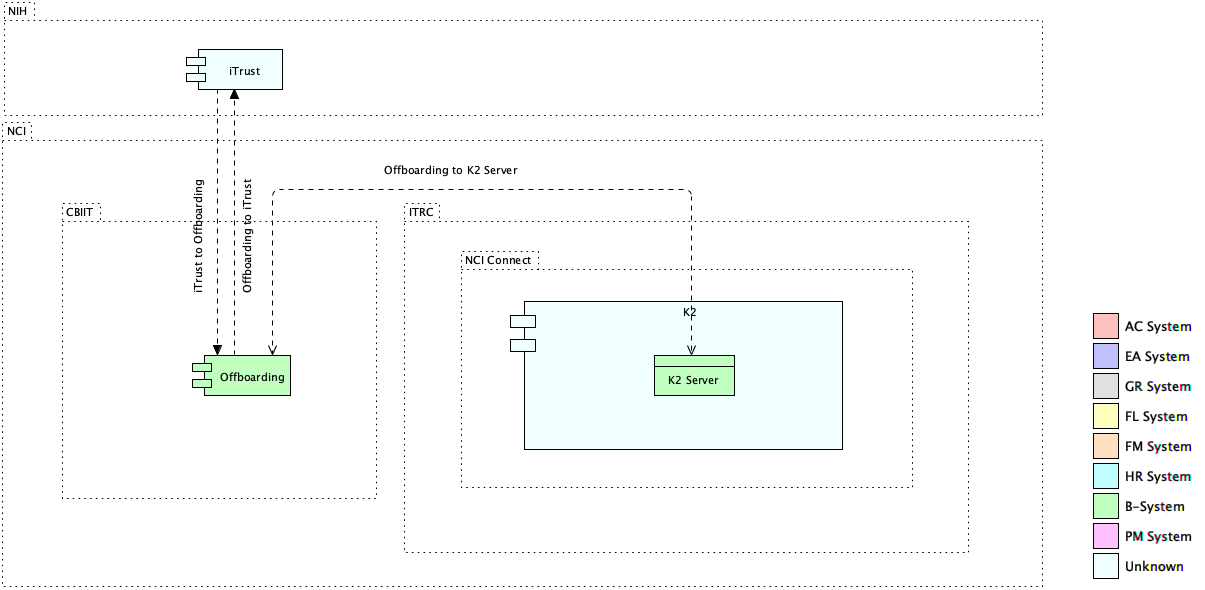 NIH
iTrust
NCI
Offboarding to K2 Server
iTrust to Offboarding
Offboarding to iTrust
CBIIT
ITRC
NCI Connect
K2
Offboarding
K2 Server
AC System
EA System
GR System
FL System
FM System
HR System
B-System
PM System
Unknown